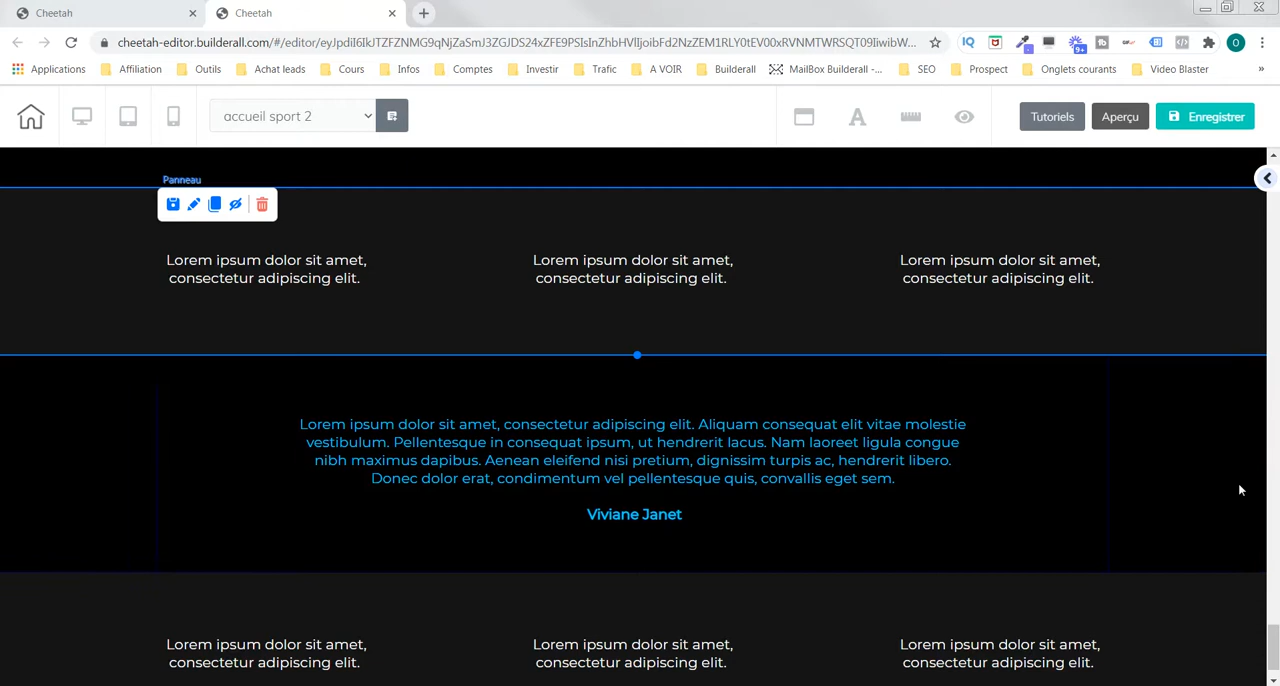 Cheetah
Cheetah
cheetah-editor.builderall.com/#/editor/
Applications
Affiliation
Outils
Achat leads
Cours
Infos
Comptes
Investir
Trafic
A VOIR
Builderall
MailBox Builderall -...
SEO
Prospect
Onglets courants
Video Blaster
accueil sport 2
Tutoriels
Aperçu
Enregistrer
Panneau
Lorem ipsum dolor sit amet,
consectetur adipiscing elit.
Lorem ipsum dolor sit amet,
consectetur adipiscing elit.
Lorem ipsum dolor sit amet,
consectetur adipiscing elit.
Lorem ipsum dolor sit amet, consectetur adipiscing elit. Aliquam consequat elit vitae molestie
vestibulum. Pellentesque in consequat ipsum, ut hendrerit lacus. Nam laoreet ligula congue
nibh maximus dapibus. Aenean eleifend nisi pretium, dignissim turpis ac, hendrerit libero.
Donec dolor erat, condimentum vel pellentesque quis, convallis eget sem.
Viviane Janet
Lorem ipsum dolor sit amet,
consectetur adipiscing elit.
Lorem ipsum dolor sit amet,
consectetur adipiscing elit.
Lorem ipsum dolor sit amet,
consectetur adipiscing elit.